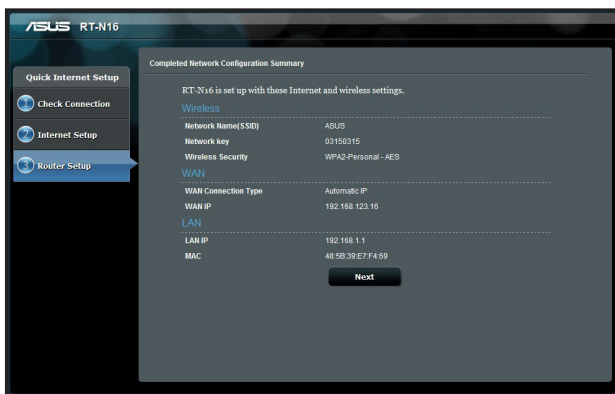 ASUS RT-N16
Quick Internet Setup
1 Check Connection
2 Internet Setup
3 Router Setup
Completed Network Configuration Summary
RT-N16 is set up with these Internet and wireless settings.
Wireless
Network Name(SSID) ASUS
Network key 03150315
Wireless Security WPA2-Personal - AES
WAN
WAN Connection Type Automatic IP
WAN IP 192.168.123.16
LAN
LAN IP 192.168.1.1
MAC 48:5B:39:E7:F4:69
Next